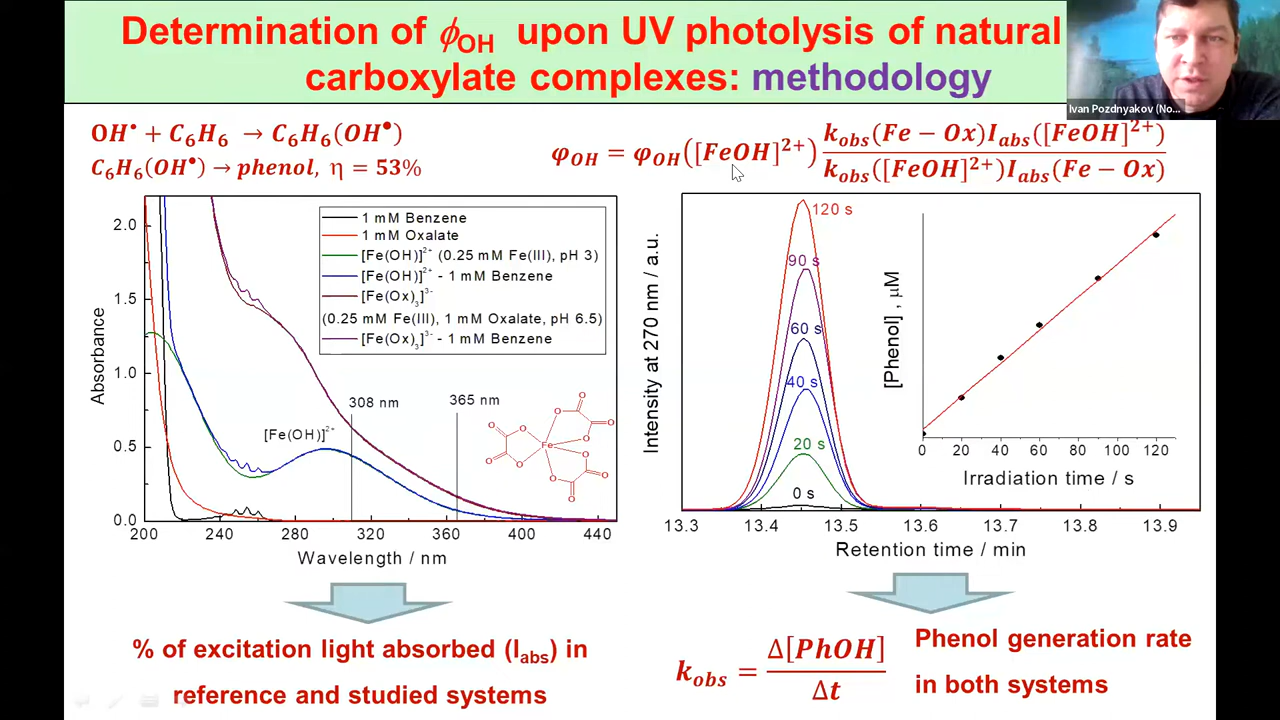 Determination of ϕOH upon UV photolysis of natural
carboxylate complexes: methodology
Ivan Pozdnyakov (No...
OH• + C6H6 → C6H6(OH•)
C6H6(OH•) → phenol, η = 53%
φOH = φOH([FeOH]2+) kobs(Fe − Ox)Iabs([FeOH]2+) / kobs([FeOH]2+)Iabs(Fe − Ox)
Absorbance
2.0
1.5
1.0
0.5
0.0
1 mM Benzene
1 mM Oxalate
[Fe(OH)]2+ (0.25 mM Fe(III), pH 3)
[Fe(OH)]2+ - 1 mM Benzene
[Fe(Ox)3]3-
(0.25 mM Fe(III), 1 mM Oxalate, pH 6.5)
[Fe(Ox)3]3- - 1 mM Benzene
308 nm
365 nm
[Fe(OH)]2+
O O O O O O Fe O O O O O O
200 240 280 320 360 400 440
Wavelength / nm
Intensity at 270 nm / a.u.
120 s
90 s
60 s
40 s
20 s
0 s
13.3 13.4 13.5 13.6 13.7 13.8 13.9
Retention time / min
[Phenol] , μM
0 20 40 60 80 100 120
Irradiation time / s
% of excitation light absorbed (Iabs) in
reference and studied systems
kobs = Δ[PhOH] / Δt
Phenol generation rate
in both systems